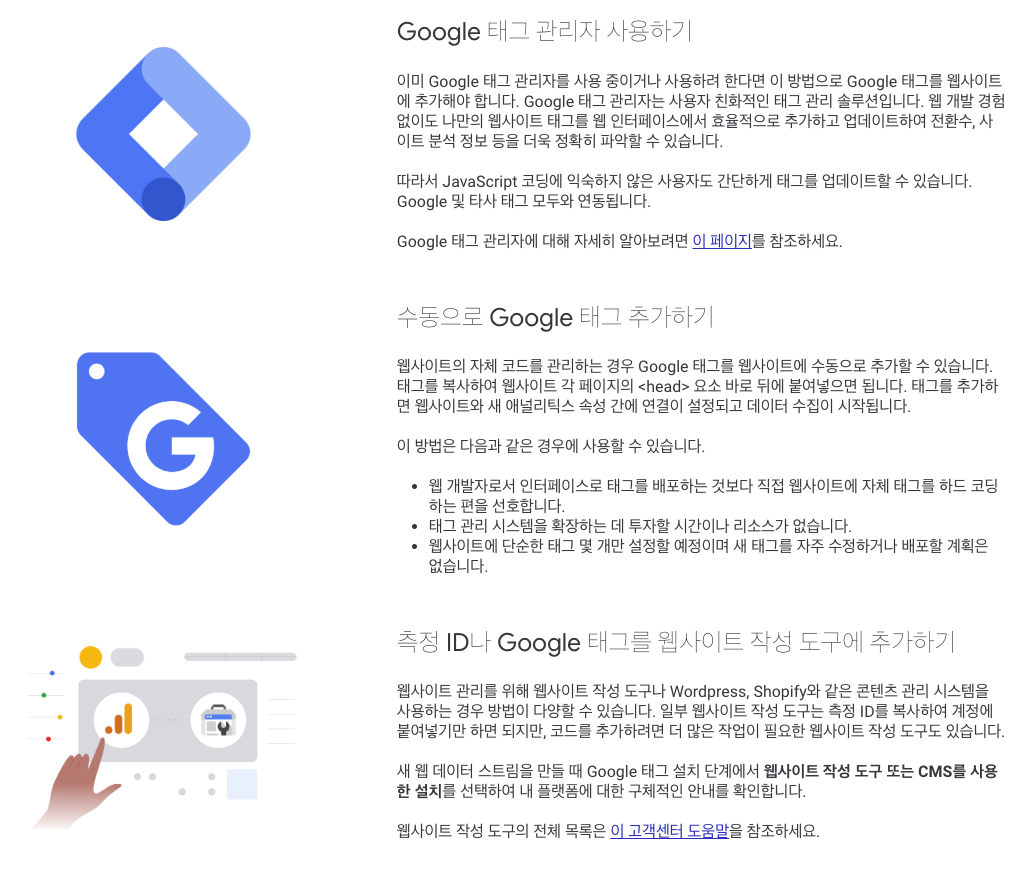 Google 태그 관리자 사용하기
이미 Google 태그 관리자를 사용 중이거나 사용하려 한다면 이 방법으로 Google 태그를 웹사이트
에 추가해야 합니다. Google 태그 관리자는 사용자 친화적인 태그 관리 솔루션입니다. 웹 개발 경험
없이도 나만의 웹사이트 태그를 웹 인터페이스에서 효율적으로 추가하고 업데이트하여 전환수, 사
이트 분석 정보 등을 더욱 정확히 파악할 수 있습니다.
따라서 JavaScript 코딩에 익숙하지 않은 사용자도 간단하게 태그를 업데이트할 수 있습니다.
Google 및 타사 태그 모두와 연동됩니다.
Google 태그 관리자에 대해 자세히 알아보려면 이 페이지를 참조하세요.
수동으로 Google 태그 추가하기
웹사이트의 자체 코드를 관리하는 경우 Google 태그를 웹사이트에 수동으로 추가할 수 있습니다.
태그를 복사하여 웹사이트 각 페이지의 <head> 요소 바로 뒤에 붙여넣으면 됩니다. 태그를 추가하
면 웹사이트와 새 애널리틱스 속성 간에 연결이 설정되고 데이터 수집이 시작됩니다.
이 방법은 다음과 같은 경우에 사용할 수 있습니다.
• 웹 개발자로서 인터페이스로 태그를 배포하는 것보다 직접 웹사이트에 자체 태그를 하드 코딩
하는 편을 선호합니다.
• 태그 관리 시스템을 확장하는 데 투자할 시간이나 리소스가 없습니다.
• 웹사이트에 단순한 태그 몇 개만 설정할 예정이며 새 태그를 자주 수정하거나 배포할 계획은
없습니다.
측정 ID나 Google 태그를 웹사이트 작성 도구에 추가하기
웹사이트 관리를 위해 웹사이트 작성 도구나 Wordpress, Shopify와 같은 콘텐츠 관리 시스템을
사용하는 경우 방법이 다양할 수 있습니다. 일부 웹사이트 작성 도구는 측정 ID를 복사하여 계정에
붙여넣기만 하면 되지만, 코드를 추가하려면 더 많은 작업이 필요한 웹사이트 작성 도구도 있습니다.
새 웹 데이터 스트림을 만들 때 Google 태그 설치 단계에서 웹사이트 작성 도구 또는 CMS를 사용
한 설치를 선택하여 내 플랫폼에 대한 구체적인 안내를 확인합니다.
웹사이트 작성 도구의 전체 목록은 이 고객센터 도움말을 참조하세요.